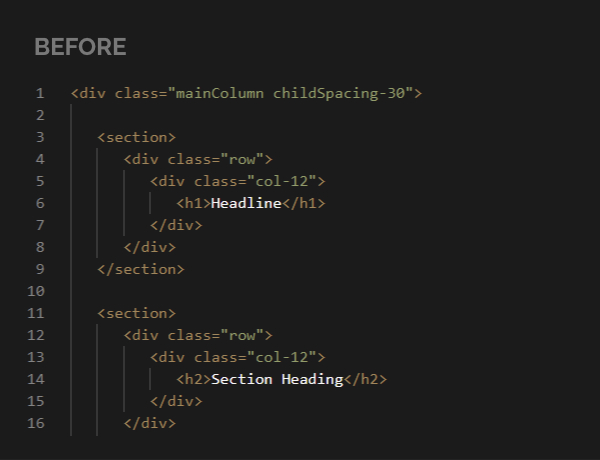 BEFORE
1 <div class="mainColumn childSpacing-30">
2
3 <section>
4 <div class="row">
5 <div class="col-12">
6 <h1>Headline</h1>
7 </div>
8 </div>
9 </section>
10
11 <section>
12 <div class="row">
13 <div class="col-12">
14 <h2>Section Heading</h2>
15 </div>
16 </div>